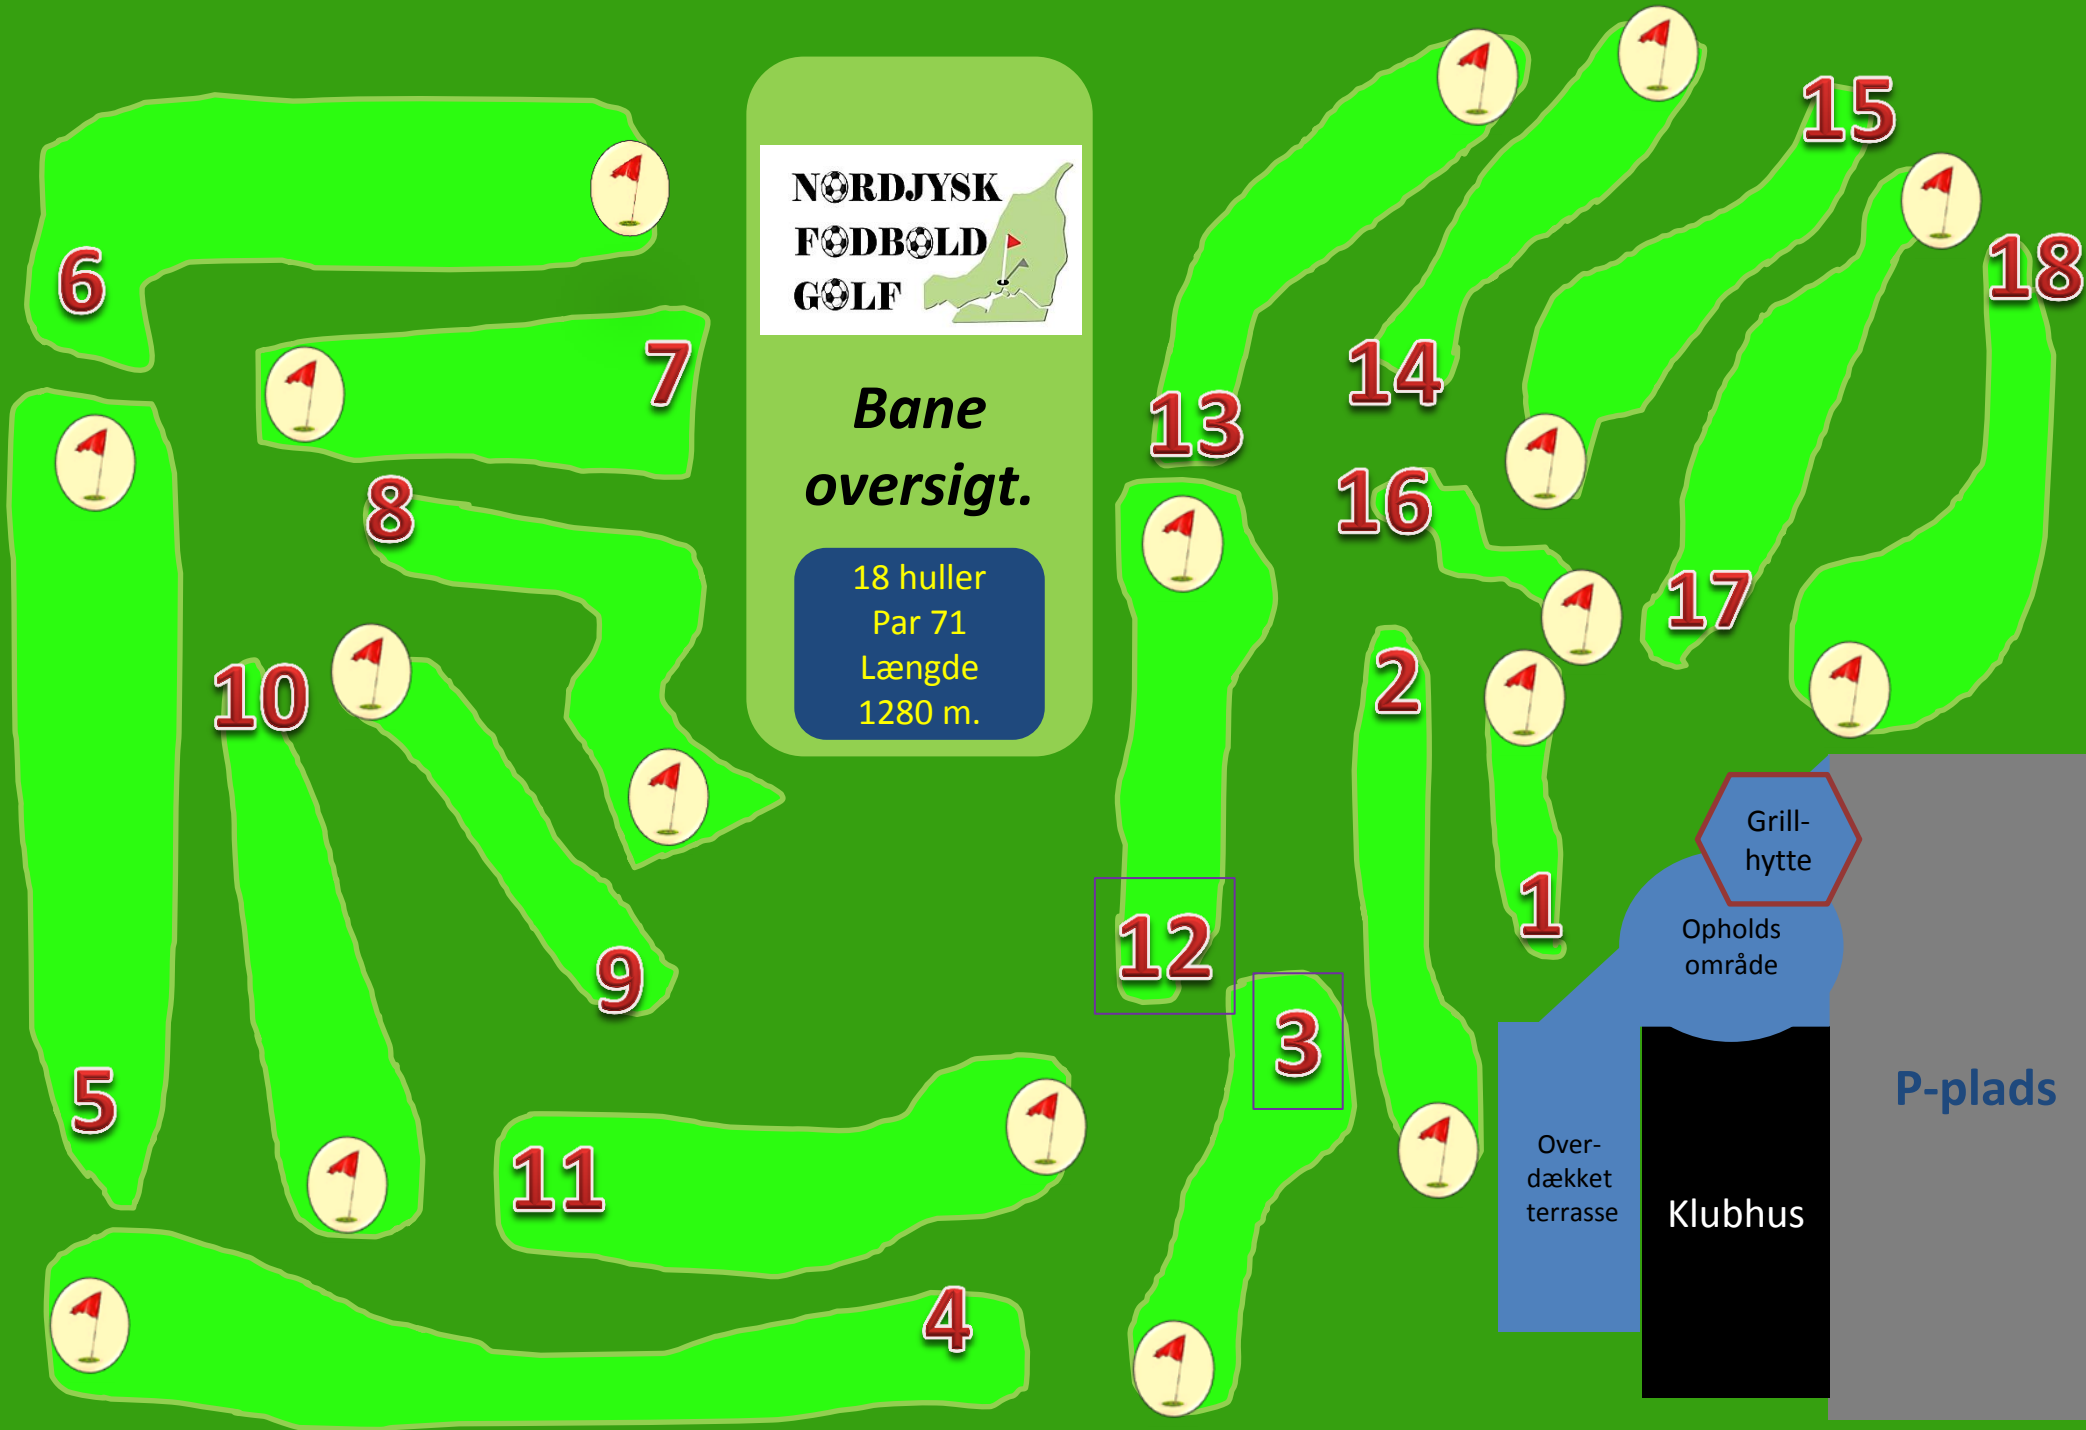 NORDJYSK
FODBOLD
GOLF
Bane
oversigt.
18 huller
Par 71
Længde
1280 m.
6
7
8
10
5
9
11
4
13
14
15
18
16
17
2
1
12
3
Grill-
hytte
Opholds
område
P-plads
Over-
dækket
terrasse
Klubhus